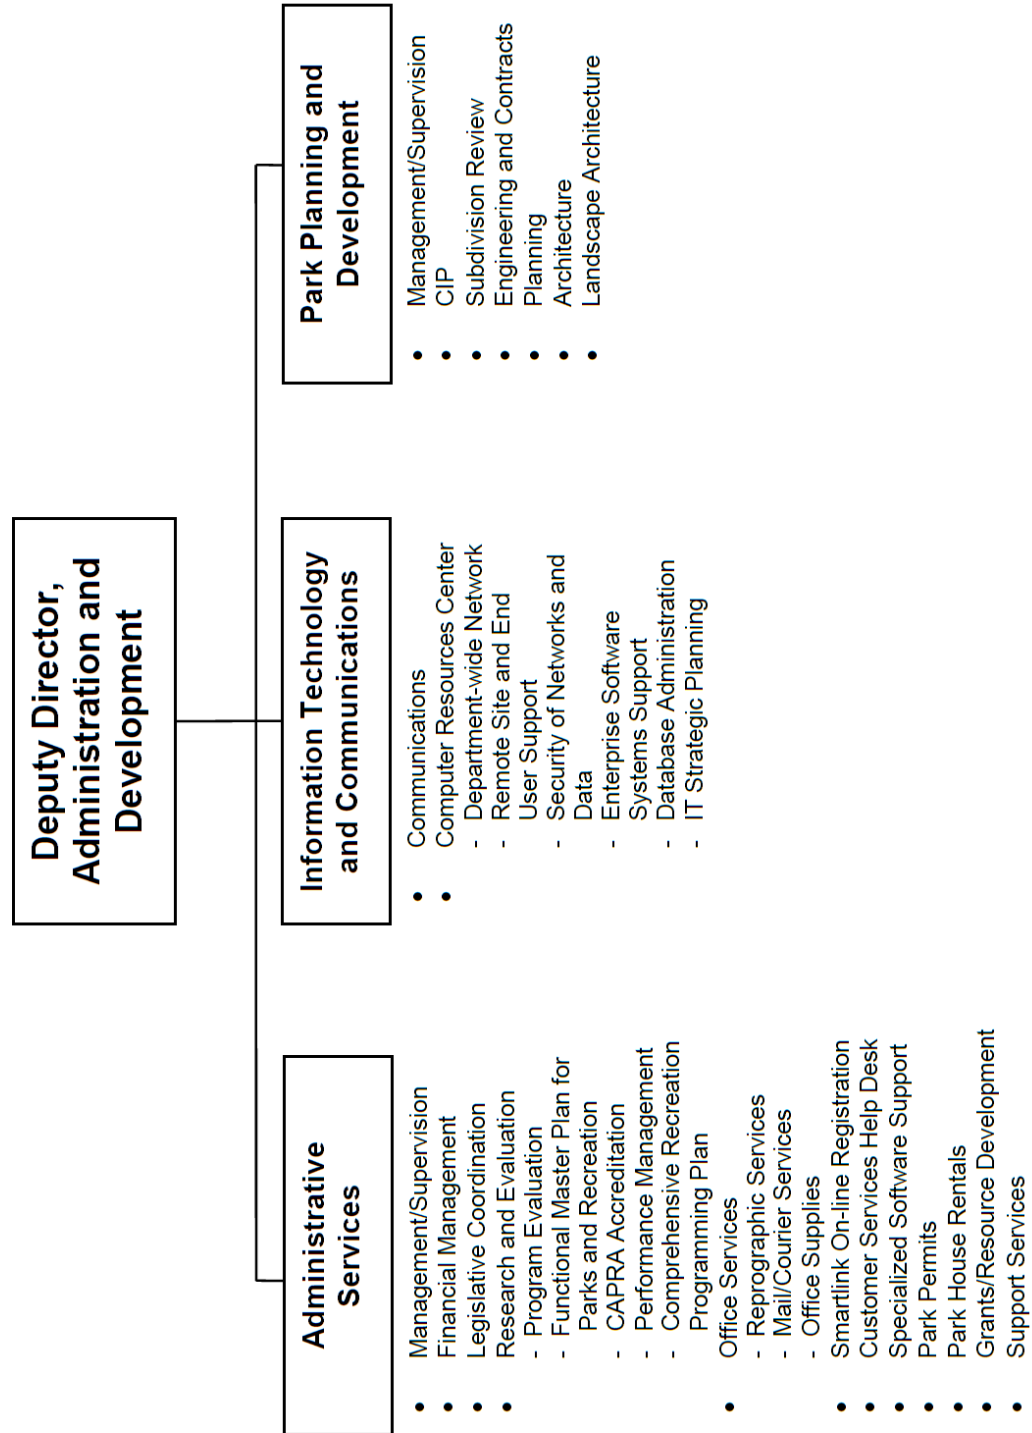 Deputy Director,
Administration and
Development
Administrative
Services
• Management/Supervision
• Financial Management
• Legislative Coordination
• Research and Evaluation
- Program Evaluation
- Functional Master Plan for
Parks and Recreation
- CAPRA Accreditation
- Performance Management
- Comprehensive Recreation
Programming Plan
• Office Services
- Reprographic Services
- Mail/Courier Services
- Office Supplies
• Smartlink On-line Registration
• Customer Services Help Desk
• Specialized Software Support
• Park Permits
• Park House Rentals
• Grants/Resource Development
• Support Services
Information Technology
and Communications
• Communications
• Computer Resources Center
- Department-wide Network
- Remote Site and End
User Support
- Security of Networks and
Data
- Enterprise Software
Systems Support
- Database Administration
- IT Strategic Planning
Park Planning and
Development
• Management/Supervision
• CIP
• Subdivision Review
• Engineering and Contracts
• Planning
• Architecture
• Landscape Architecture